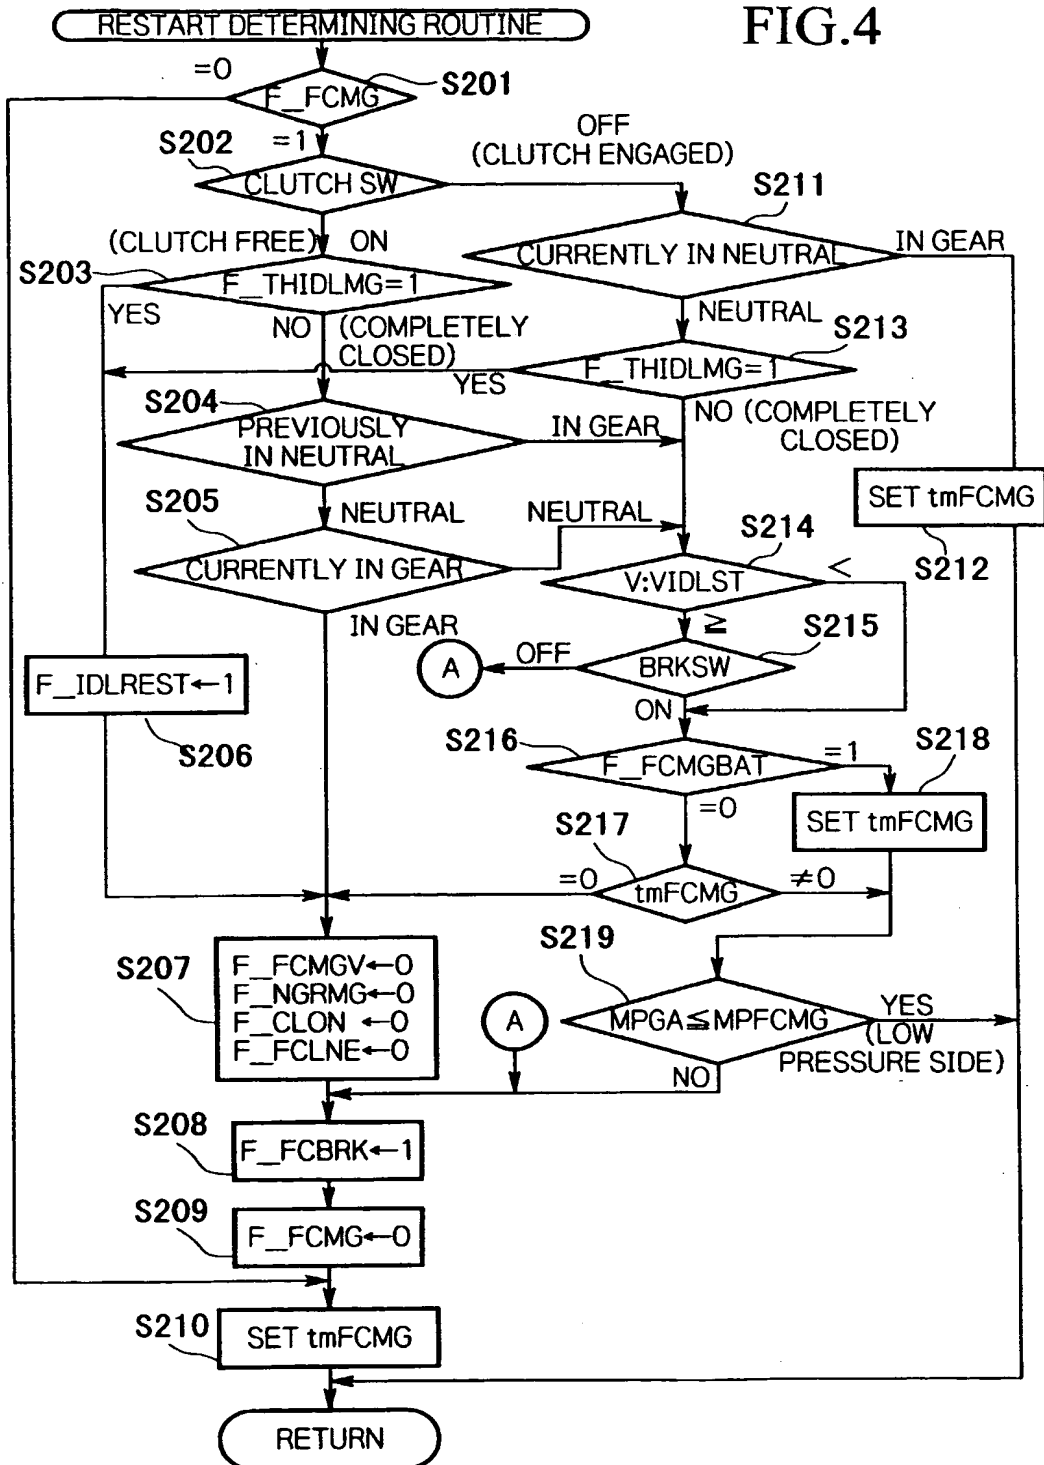 FIG.4
RESTART DETERMINING ROUTINE
=0
F_FCMG
S201
=1
S202
CLUTCH SW
OFF
(CLUTCH ENGAGED)
S211
CURRENTLY IN NEUTRAL
IN GEAR
(CLUTCH FREE)
ON
S203
F_THIDLMG=1
YES
NO
(COMPLETELY
CLOSED)
NEUTRAL
S213
F_THIDLMG=1
YES
NO (COMPLETELY
CLOSED)
S204
PREVIOUSLY
IN NEUTRAL
IN GEAR
SET tmFCMG
S212
S205
NEUTRAL
NEUTRAL
CURRENTLY IN GEAR
IN GEAR
S214
V:VIDLST
<
≧
S215
BRKSW
OFF
A
ON
F_IDLREST←1
S206
S216
F_FCMGBAT
=1
S218
SET tmFCMG
=0
S217
tmFCMG
=0
≠0
S207
F_FCMGV←0
F_NGRMG←0
F_CLON ←0
F_FCLNE←0
S219
MPGA≦MPFCMG
YES
(LOW
PRESSURE SIDE)
A
NO
S208
F_FCBRK←1
S209
F_FCMG←0
S210
SET tmFCMG
RETURN